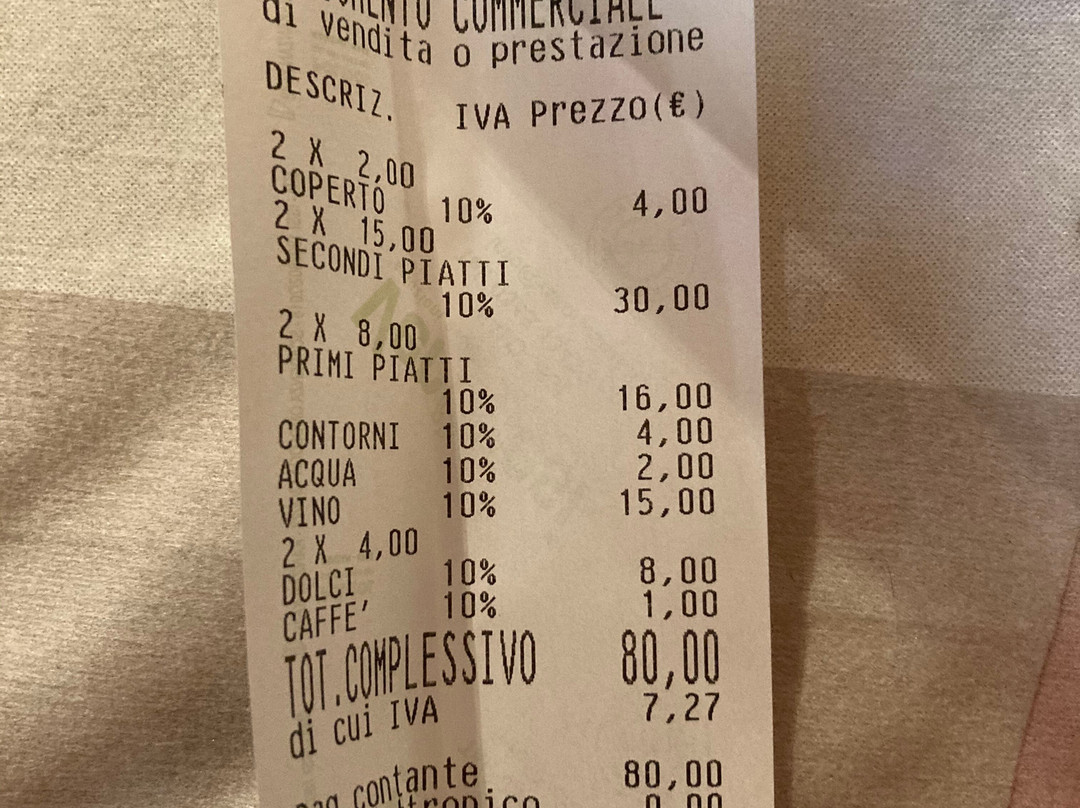 COMMERCIALE
di vendita o prestazione
DESCRIZ. IVA Prezzo(€)
2 X 2,00
COPERTO 10% 4,00
2 X 15,00
SECONDI PIATTI
10% 30,00
2 X 8,00
PRIMI PIATTI
10% 16,00
CONTORNI 10% 4,00
ACQUA 10% 2,00
VINO 10% 15,00
2 X 4,00
DOLCI 10% 8,00
CAFFE' 10% 1,00
TOT.COMPLESSIVO 80,00
di cui IVA 7,27
contante 80,00
0,00